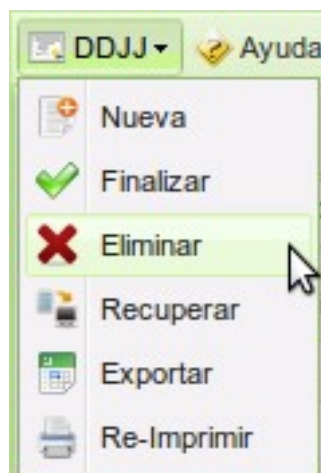 DDJJ Ayuda
Nueva
Finalizar
Eliminar
Recuperar
Exportar
Re-Imprimir